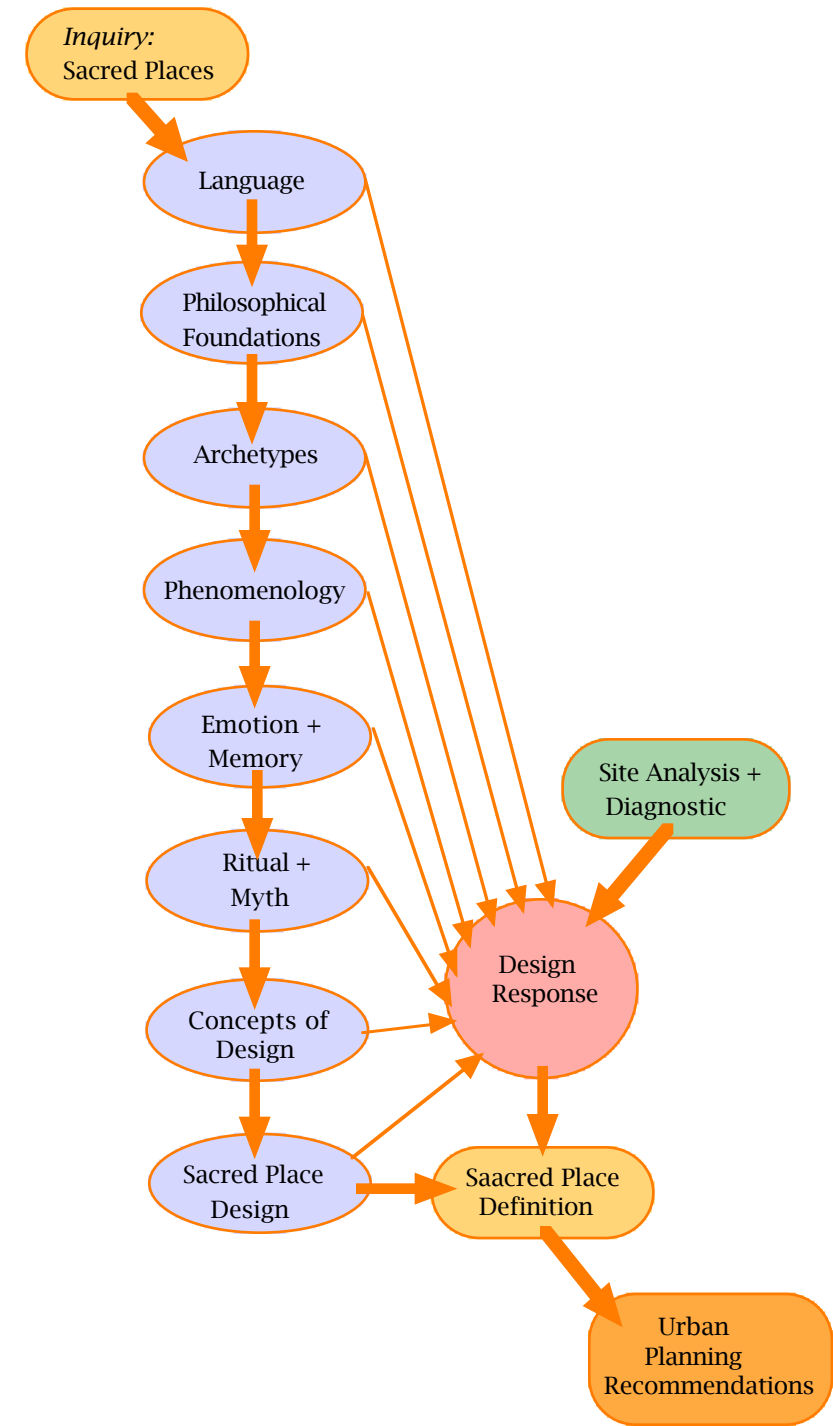 Inquiry:
Sacred Places
Language
Philosophical
Foundations
Archetypes
Phenomenology
Emotion +
Memory
Site Analysis +
Diagnostic
Ritual +
Myth
Design
Response
Concepts of
Design
Sacred Place
Design
Saacred Place
Definition
Urban
Planning
Recommendations